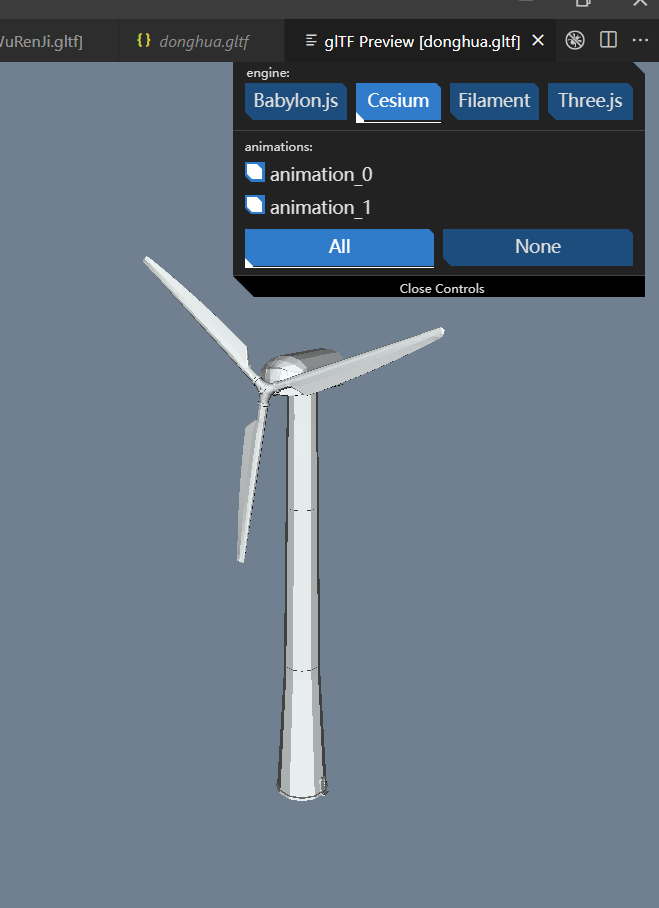 VuRenJi.gltf]
{} donghua.gltf
glTF Preview [donghua.gltf]
engine:
Babylon.js
Cesium
Filament
Three.js
animations:
animation_0
animation_1
All
None
Close Controls